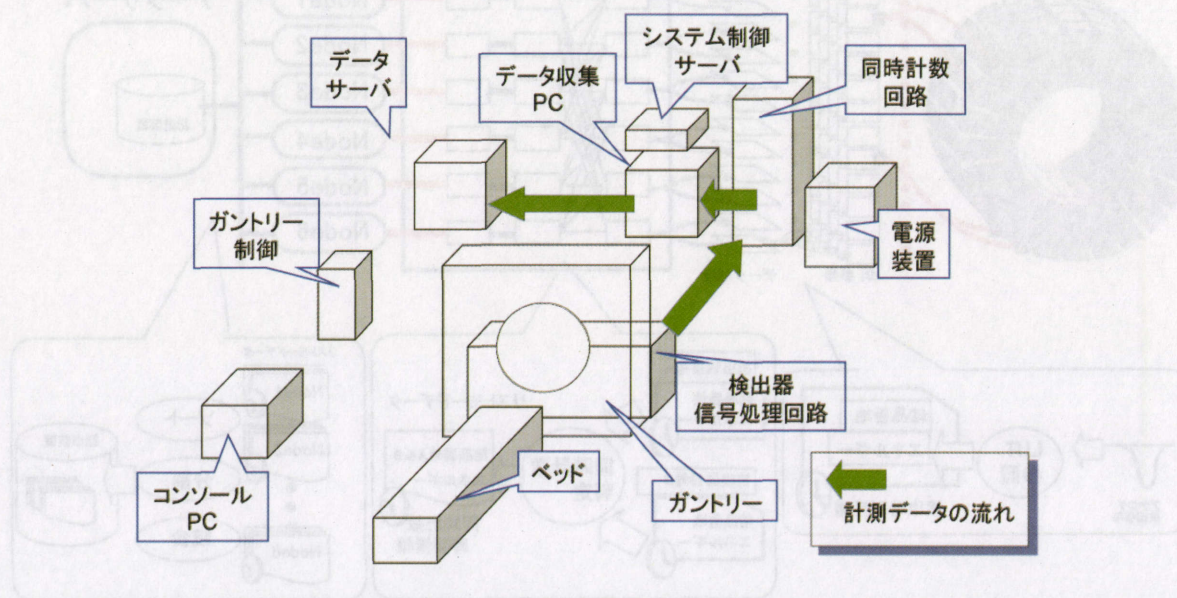 システム制御
サーバ
データ
サーバ
データ収集
PC
同時計数
回路
ガントリー
制御
電源
装置
検出器
信号処理回路
コンソール
PC
ベッド
ガントリー
計測データの流れ